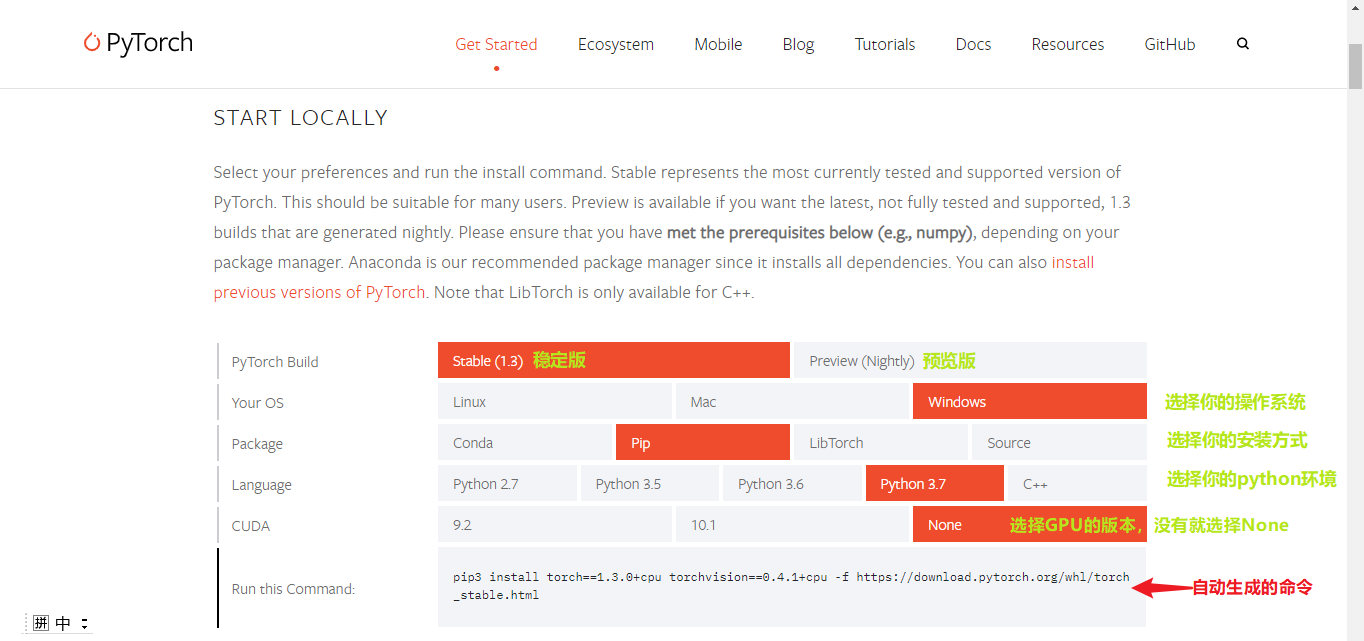 PyTorch
Get Started Ecosystem Mobile Blog Tutorials Docs Resources GitHub
START LOCALLY
Select your preferences and run the install command. Stable represents the most currently tested and supported version of
PyTorch. This should be suitable for many users. Preview is available if you want the latest, not fully tested and supported, 1.3
builds that are generated nightly. Please ensure that you have met the prerequisites below (e.g., numpy), depending on your
package manager. Anaconda is our recommended package manager since it installs all dependencies. You can also install
previous versions of PyTorch. Note that LibTorch is only available for C++.
PyTorch Build Stable (1.3) 稳定版 Preview (Nightly) 预览版
Your OS Linux Mac Windows 选择你的操作系统
Package Conda Pip LibTorch Source 选择你的安装方式
Language Python 2.7 Python 3.5 Python 3.6 Python 3.7 C++ 选择你的python环境
CUDA 9.2 10.1 None 选择GPU的版本，没有就选择None
Run this Command: pip3 install torch==1.3.0+cpu torchvision==0.4.1+cpu -f https://download.pytorch.org/whl/torch
_stable.html
自动生成的命令
拼 中